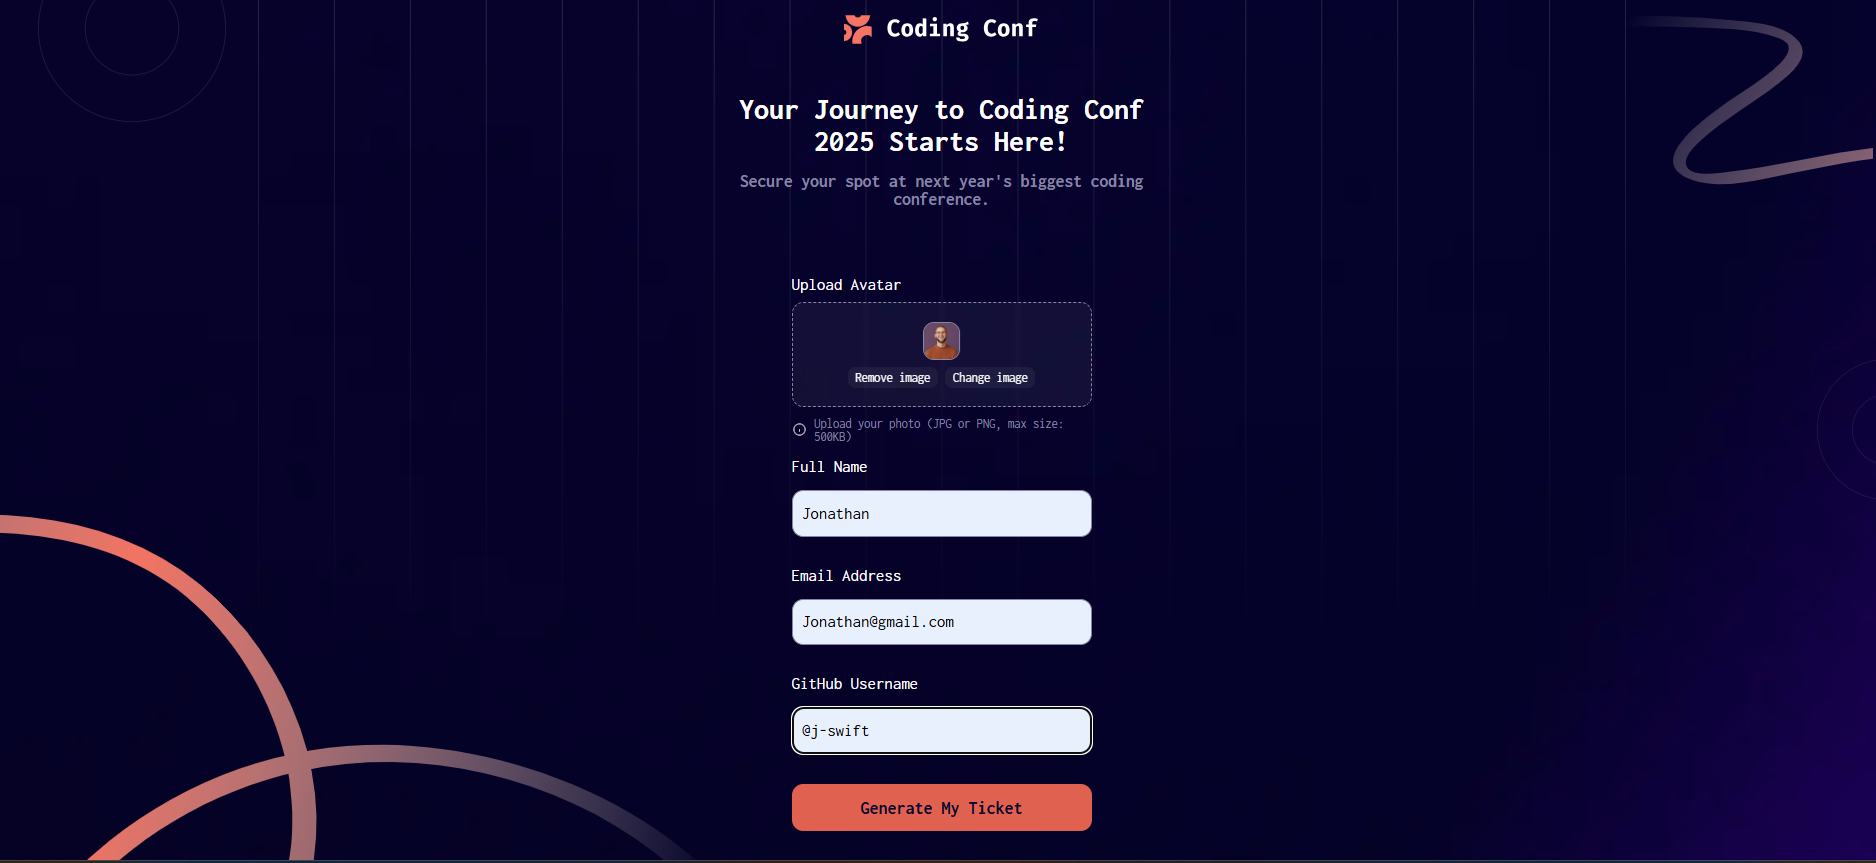 Coding Conf
Your Journey to Coding Conf
2025 Starts Here!
Secure your spot at next year's biggest coding
conference.
Upload Avatar
Remove image Change image
Upload your photo (JPG or PNG, max size:
500KB)
Full Name
Jonathan
Email Address
Jonathan@gmail.com
GitHub Username
@j-swift
Generate My Ticket